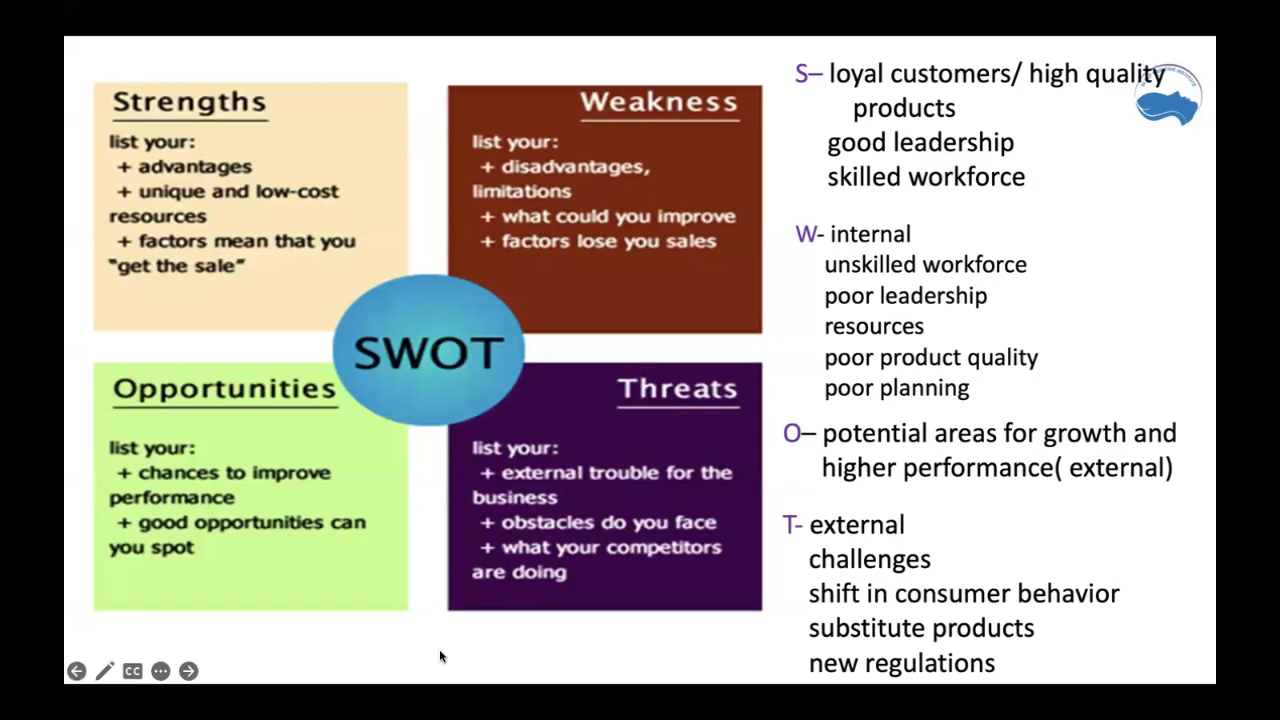 Strengths
list your:
+ advantages
+ unique and low-cost
resources
+ factors mean that you
"get the sale"
Weakness
list your:
+ disadvantages,
limitations
+ what could you improve
+ factors lose you sales
SWOT
Opportunities
list your:
+ chances to improve
performance
+ good opportunities can
you spot
Threats
list your:
+ external trouble for the
business
+ obstacles do you face
+ what your competitors
are doing
S– loyal customers/ high quality
products
good leadership
skilled workforce
W- internal
unskilled workforce
poor leadership
resources
poor product quality
poor planning
O– potential areas for growth and
higher performance( external)
T- external
challenges
shift in consumer behavior
substitute products
new regulations
CC